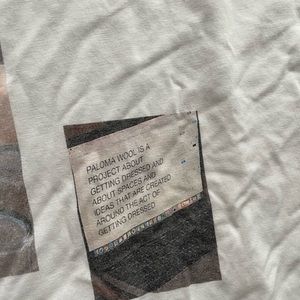 PALOMA WOOL IS A
PROJECT ABOUT
GETTING DRESSED AND
ABOUT SPACES AND
IDEAS THAT ARE CREATED
AROUND THE ACT OF
GETTING DRESSED